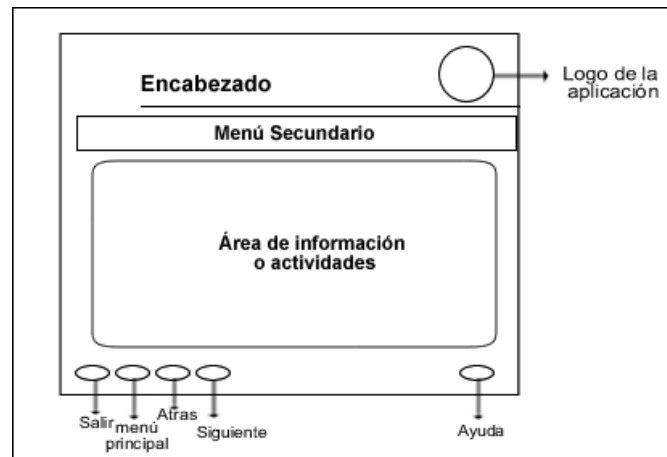 Encabezado
Logo de la
aplicación
Menú Secundario
Área de información
o actividades
Salir
menú
principal
Atras
Siguiente
Ayuda